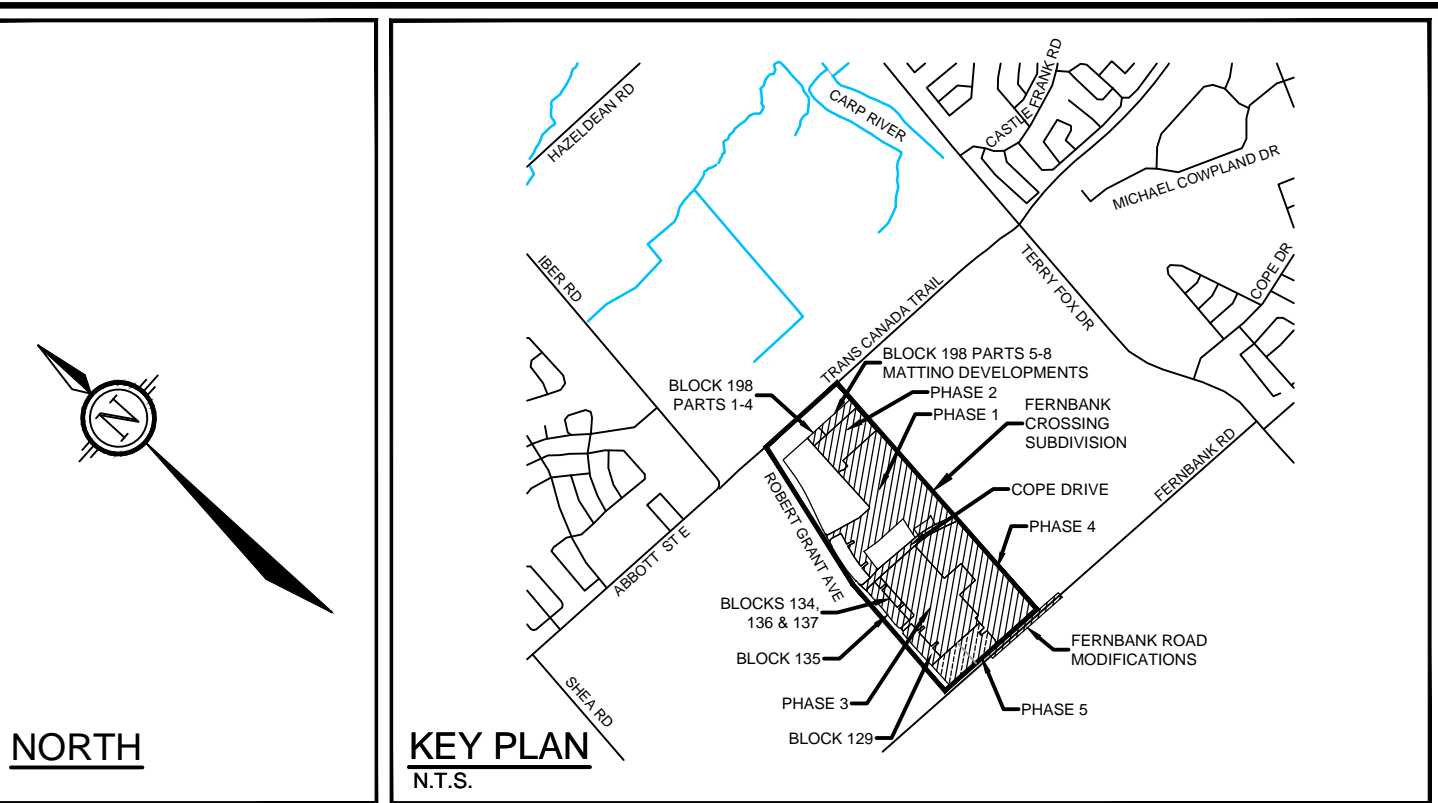 N
NORTH
HAZELDEAN RD
CARP RIVER
CASTLE FRANK RD
MICHAEL COWPLAND DR
COPE DR
TERRY FOX DR
IBER RD
TRANS CANADA TRAIL
BLOCK 198 PARTS 5-8
MATTINO DEVELOPMENTS
BLOCK 198
PARTS 1-4
PHASE 2
PHASE 1
FERNBANK
CROSSING
SUBDIVISION
FERNBANK RD
COPE DRIVE
PHASE 4
ROBERT GRANT AVE
ABBOTT ST E
BLOCKS 134,
136 & 137
BLOCK 135
FERNBANK ROAD
MODIFICATIONS
SHEA RD
PHASE 3
PHASE 5
BLOCK 129
KEY PLAN
N.T.S.